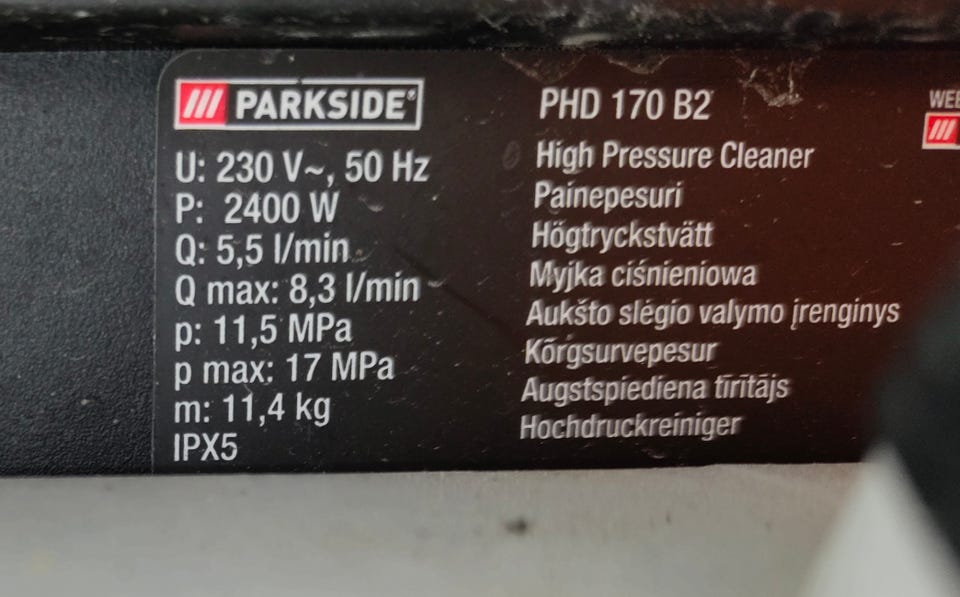 PARKSIDE®
U: 230 V~, 50 Hz
P: 2400 W
Q: 5,5 l/min
Q max: 8,3 l/min
p: 11,5 MPa
p max: 17 MPa
m: 11,4 kg
IPX5
PHD 170 B2
High Pressure Cleaner
Painepesuri
Högtryckstvätt
Myjka ciśnieniowa
Aukšto slėgio valymo įrenginys
Kõrgsurvepesur
Augstspiediena tīrītājs
Hochdruckreiniger